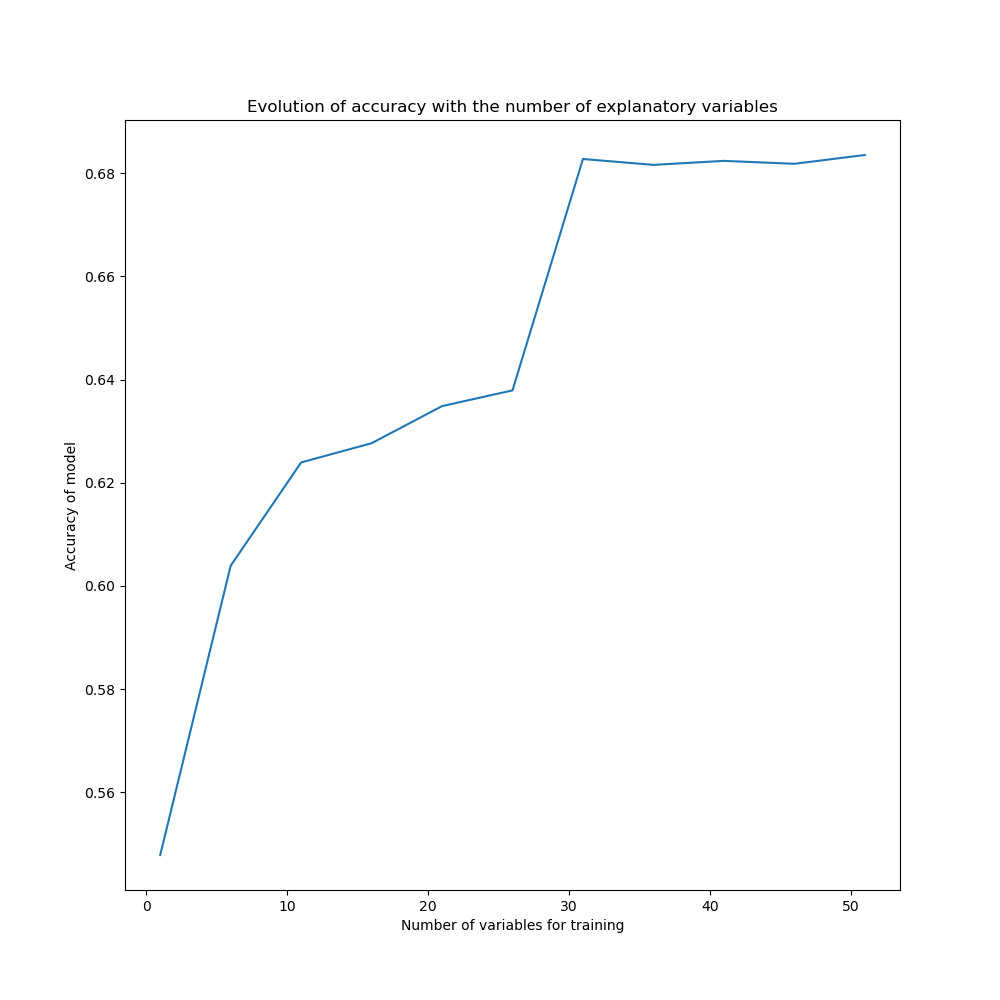 Evolution of accuracy with the number of explanatory variables
0.68
0.66
0.64
0.62
0.60
0.58
0.56
Accuracy of model
0 10 20 30 40 50
Number of variables for training